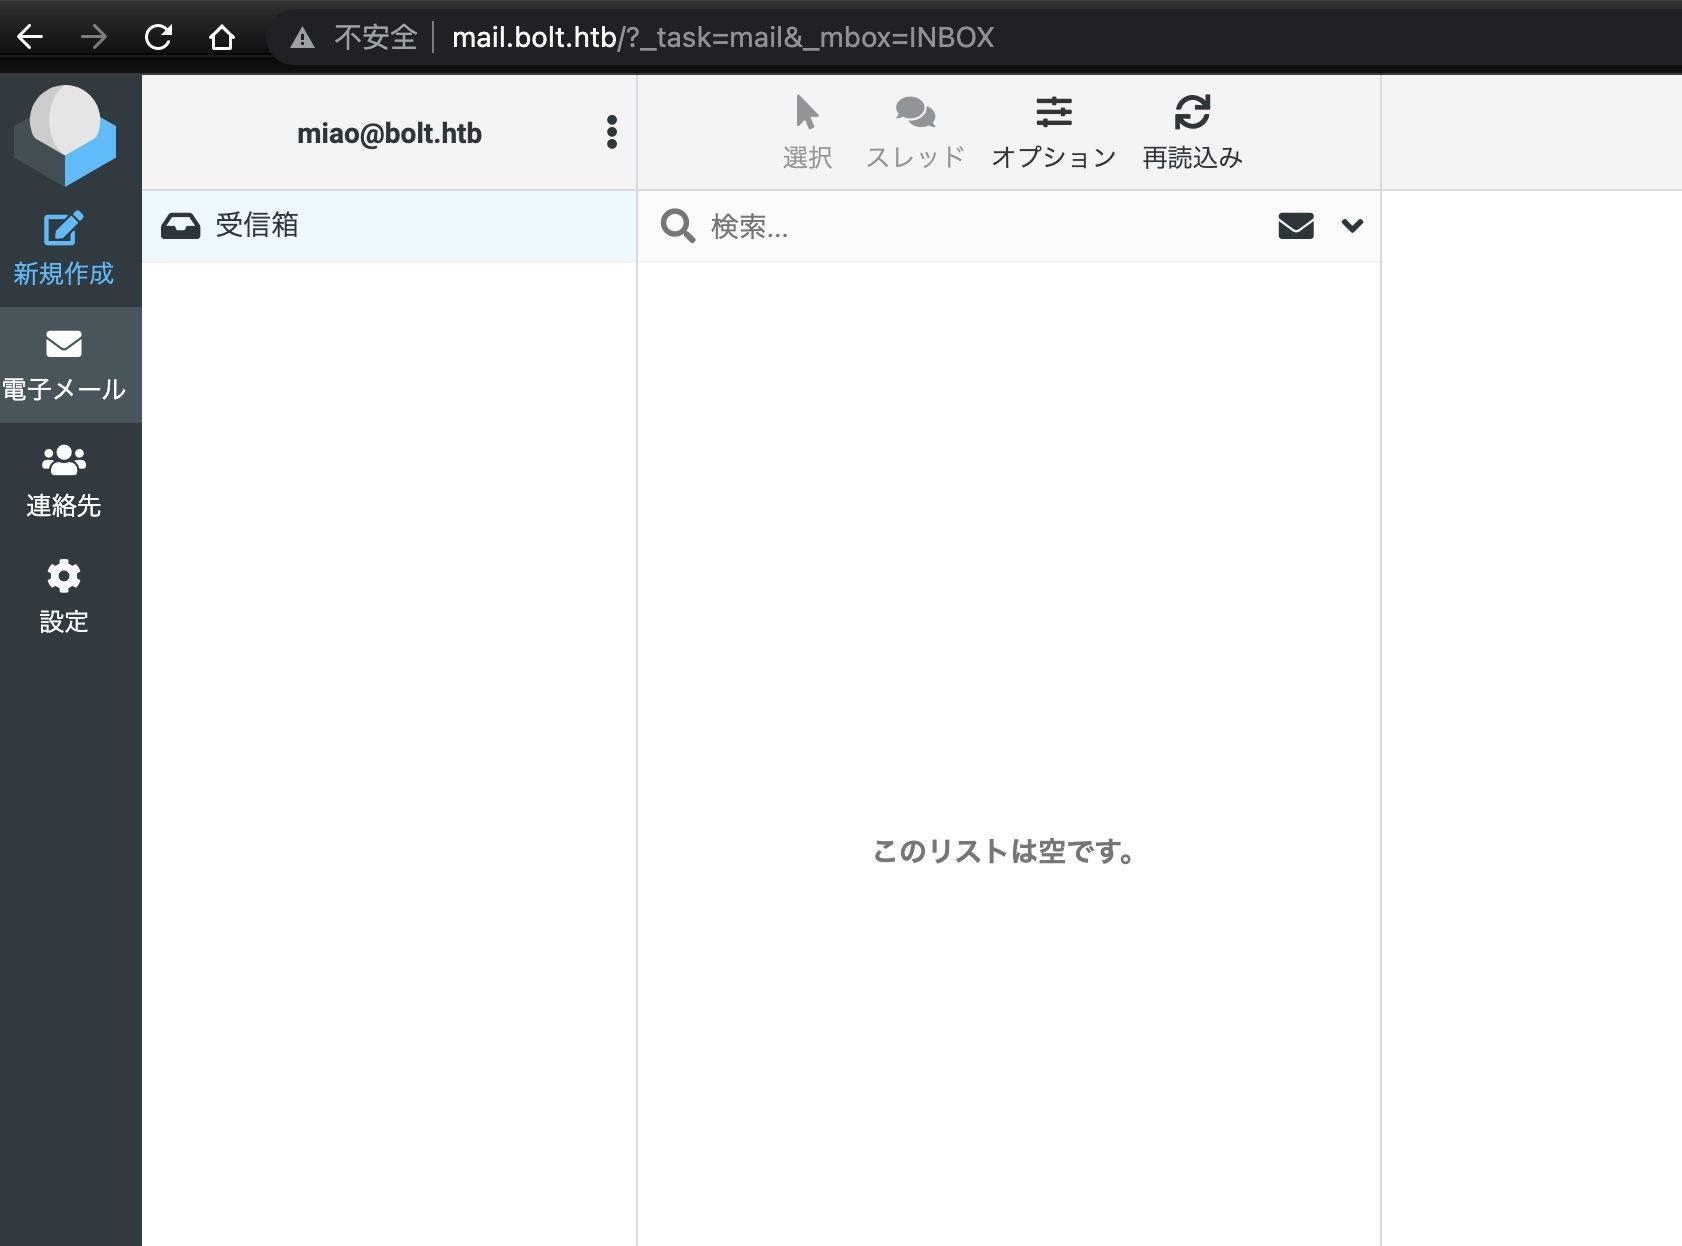 不安全 mail.bolt.htb/?_task=mail&_mbox=INBOX
新規作成
電子メール
連絡先
設定
miao@bolt.htb
受信箱
選択 スレッド オプション 再読込み
検索...
このリストは空です。